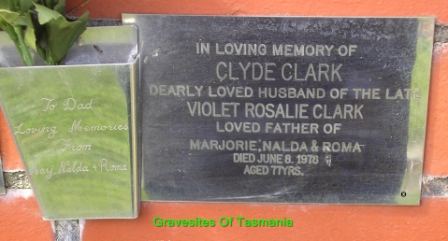 To Dad
Loving Memories
From
Marj, Nalda & Roma
IN LOVING MEMORY OF
CLYDE CLARK
DEARLY LOVED HUSBAND OF THE LATE
VIOLET ROSALIE CLARK
LOVED FATHER OF
MARJORIE, NALDA & ROMA
DIED JUNE 8. 1978
AGED 77YRS.
Gravesites Of Tasmania